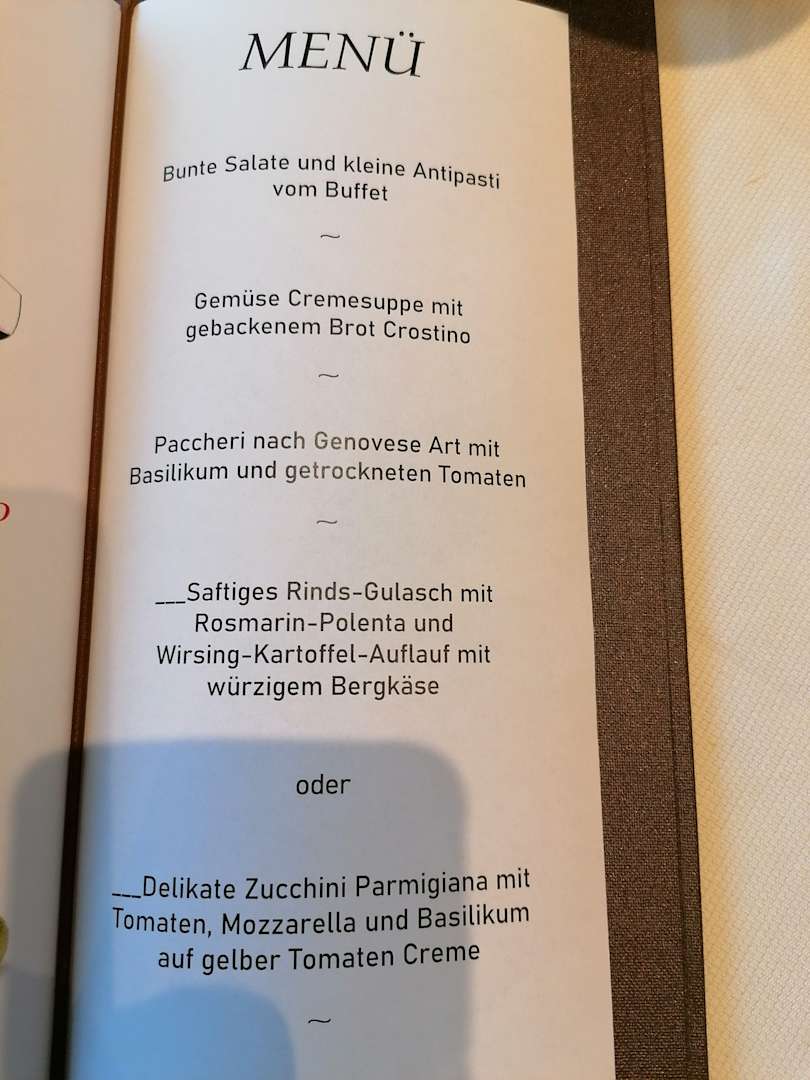 MENÜ
Bunte Salate und kleine Antipasti
vom Buffet
~
Gemüse Cremesuppe mit
gebackenem Brot Crostino
~
Paccheri nach Genovese Art mit
Basilikum und getrockneten Tomaten
~
___Saftiges Rinds-Gulasch mit
Rosmarin-Polenta und
Wirsing-Kartoffel-Auflauf mit
würzigem Bergkäse
oder
___Delikate Zucchini Parmigiana mit
Tomaten, Mozzarella und Basilikum
auf gelber Tomaten Creme
~